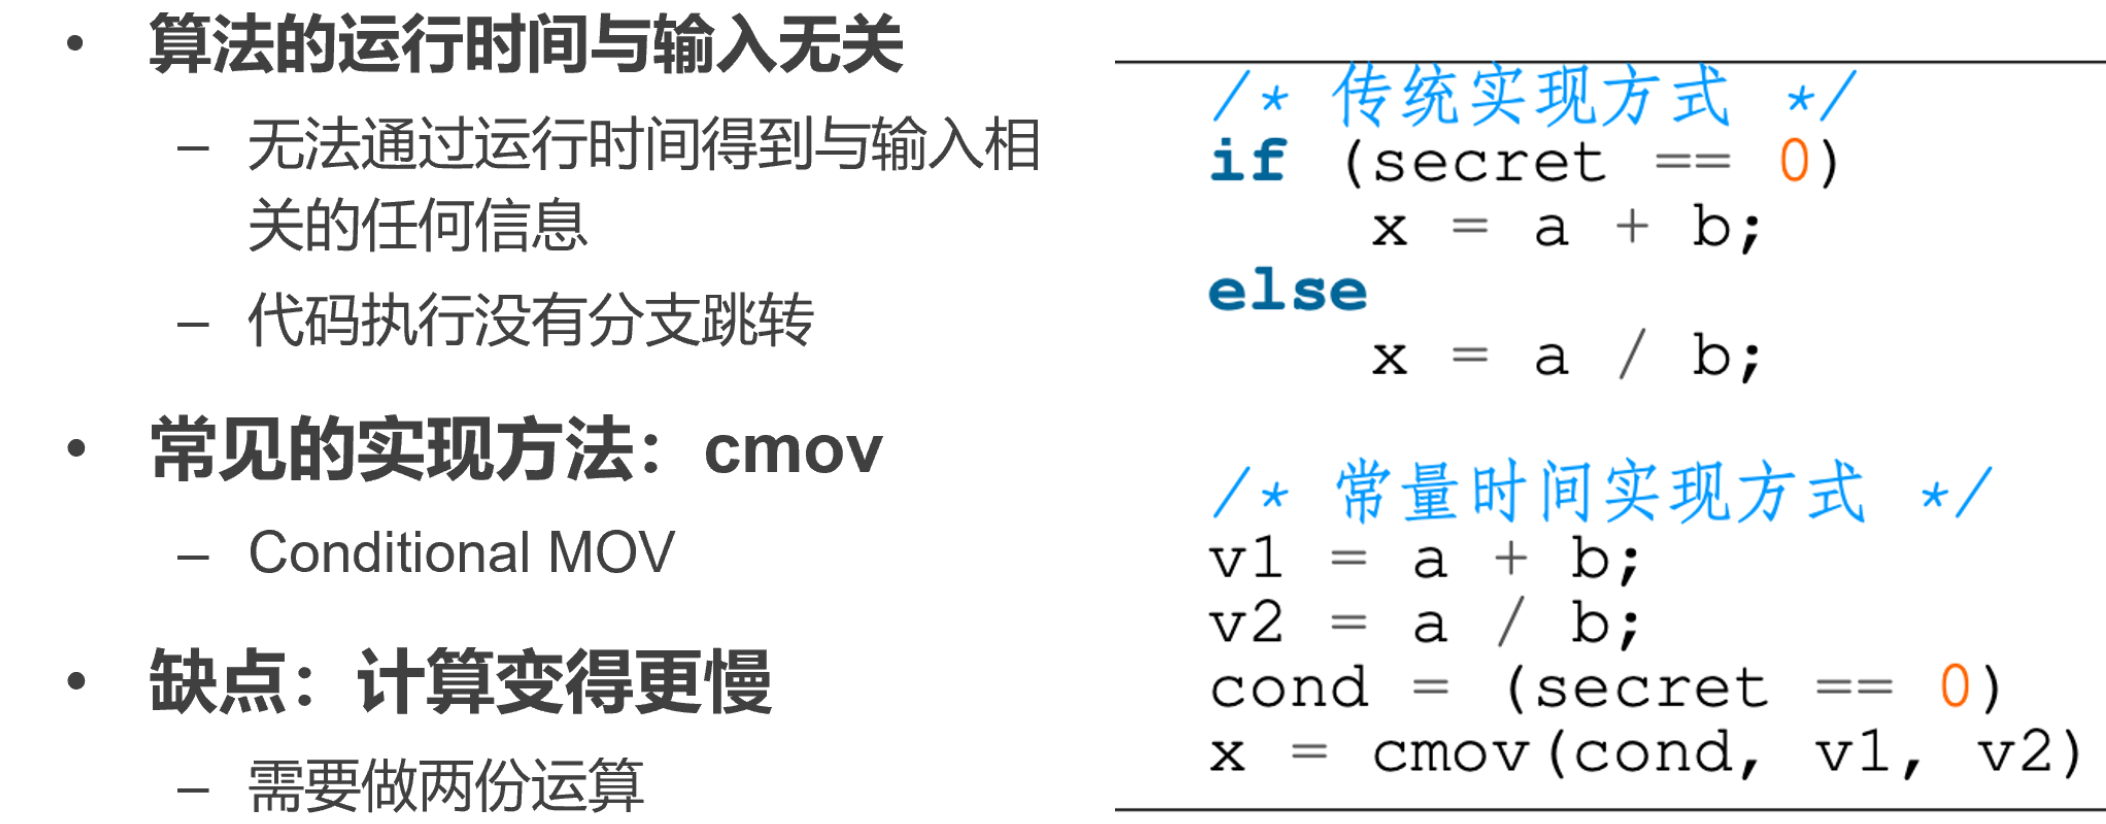 • 算法的运行时间与输入无关
– 无法通过运行时间得到与输入相
关的任何信息
– 代码执行没有分支跳转
• 常见的实现方法：cmov
– Conditional MOV
• 缺点：计算变得更慢
– 需要做两份运算
/* 传统实现方式 */
if (secret == 0)
x = a + b;
else
x = a / b;
/* 常量时间实现方式 */
v1 = a + b;
v2 = a / b;
cond = (secret == 0)
x = cmov(cond, v1, v2)